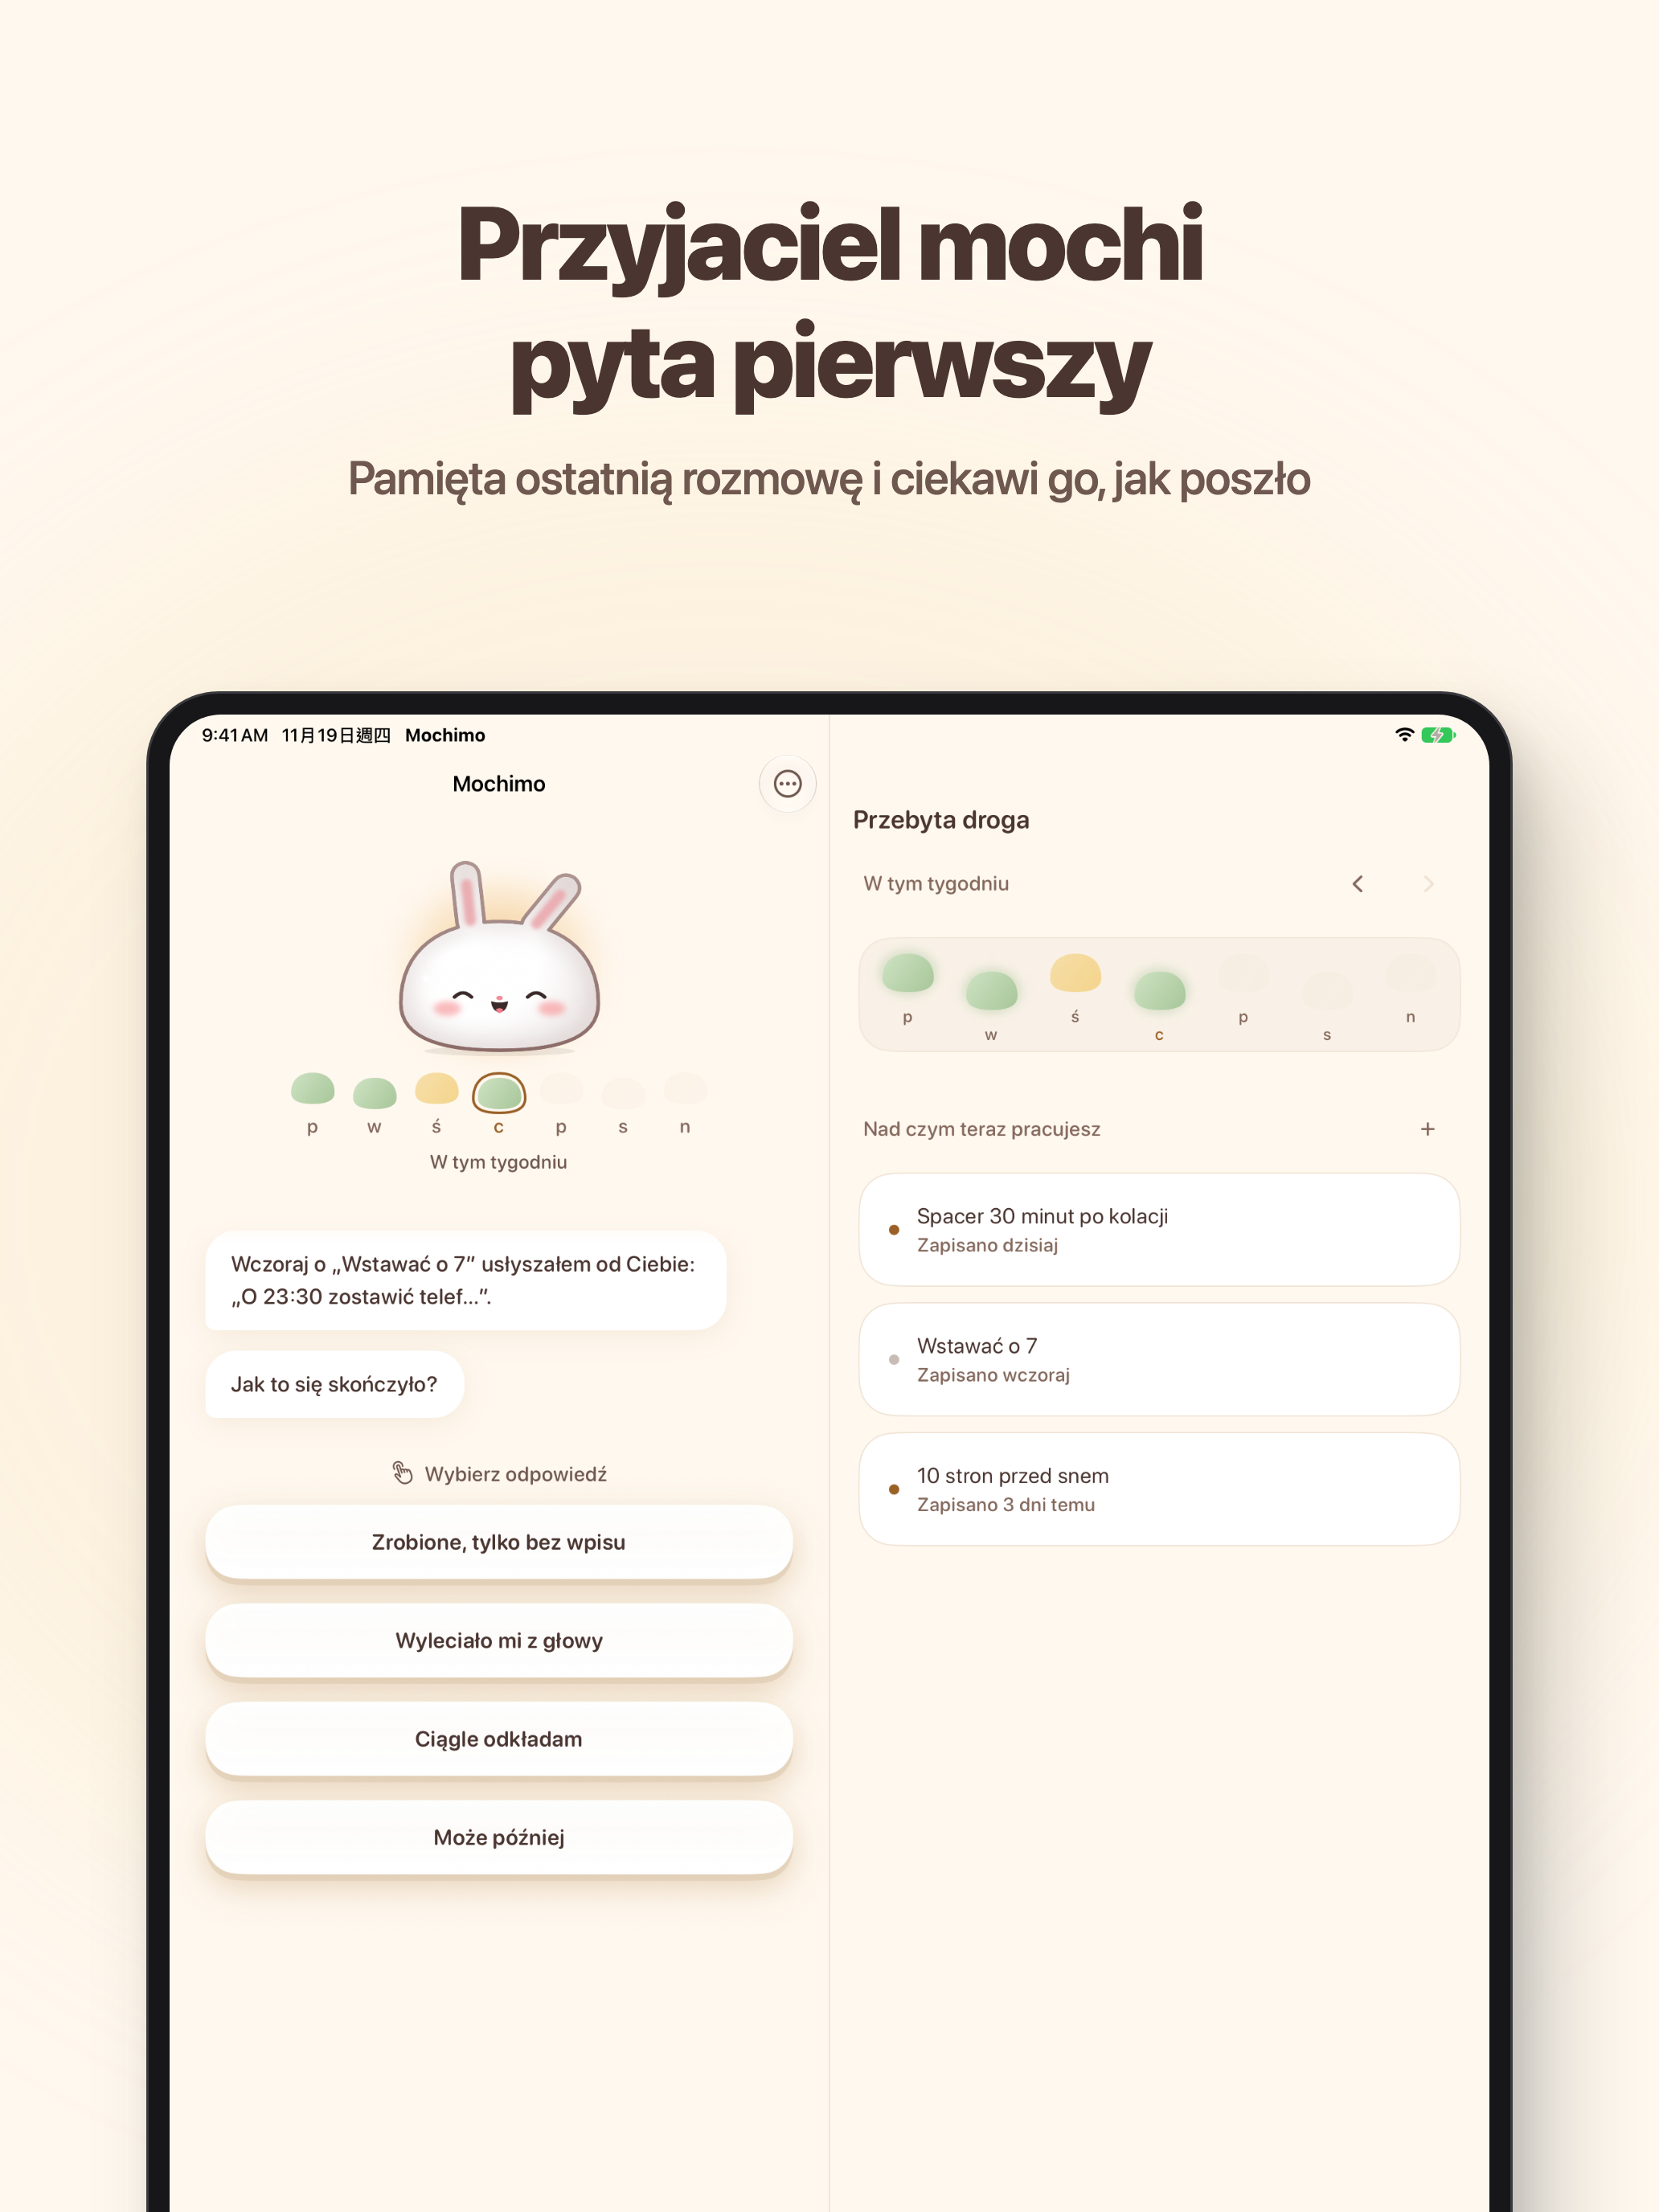 Przyjaciel mochi
pyta pierwszy
Pamięta ostatnią rozmowę i ciekawi go, jak poszło
9:41 AM 11月19日週四 Mochimo
Mochimo
p w ś c p s n
W tym tygodniu
Wczoraj o „Wstawać o 7” usłyszałem od Ciebie:
„O 23:30 zostawić telef...”.
Jak to się skończyło?
Wybierz odpowiedź
Zrobione, tylko bez wpisu
Wyleciało mi z głowy
Ciągle odkładam
Może później
Przebyta droga
W tym tygodniu
p w ś c p s n
Nad czym teraz pracujesz
Spacer 30 minut po kolacji
Zapisano dzisiaj
Wstawać o 7
Zapisano wczoraj
10 stron przed snem
Zapisano 3 dni temu